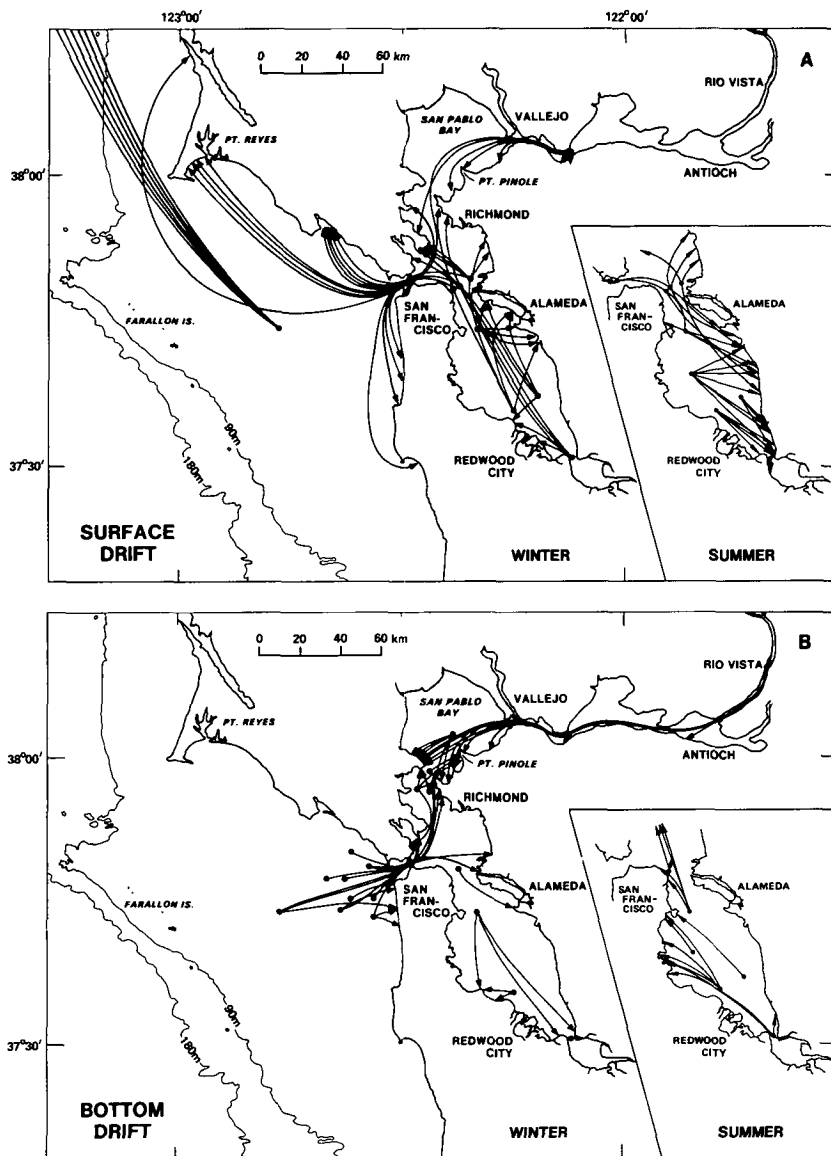 123°00'
122°00'
A
0 20 40 60 km
RIO VISTA
VALLEJO
SAN PABLO
BAY
PT. REYES
38°00'
PT. PINOLE
ANTIOCH
RICHMOND
SAN
FRAN-
CISCO
ALAMEDA
SAN
FRAN-
CISCO
ALAMEDA
FARALLON IS.
90m
180m
37°30'
REDWOOD
CITY
REDWOOD
CITY
SURFACE
DRIFT
WINTER
SUMMER
B
0 20 40 60 km
RIO VISTA
VALLEJO
SAN PABLO
BAY
PT. REYES
38°00'
PT. PINOLE
ANTIOCH
RICHMOND
SAN
FRAN-
CISCO
ALAMEDA
SAN
FRAN-
CISCO
ALAMEDA
FARALLON IS.
90m
180m
37°30'
REDWOOD
CITY
REDWOOD
CITY
BOTTOM
DRIFT
WINTER
SUMMER